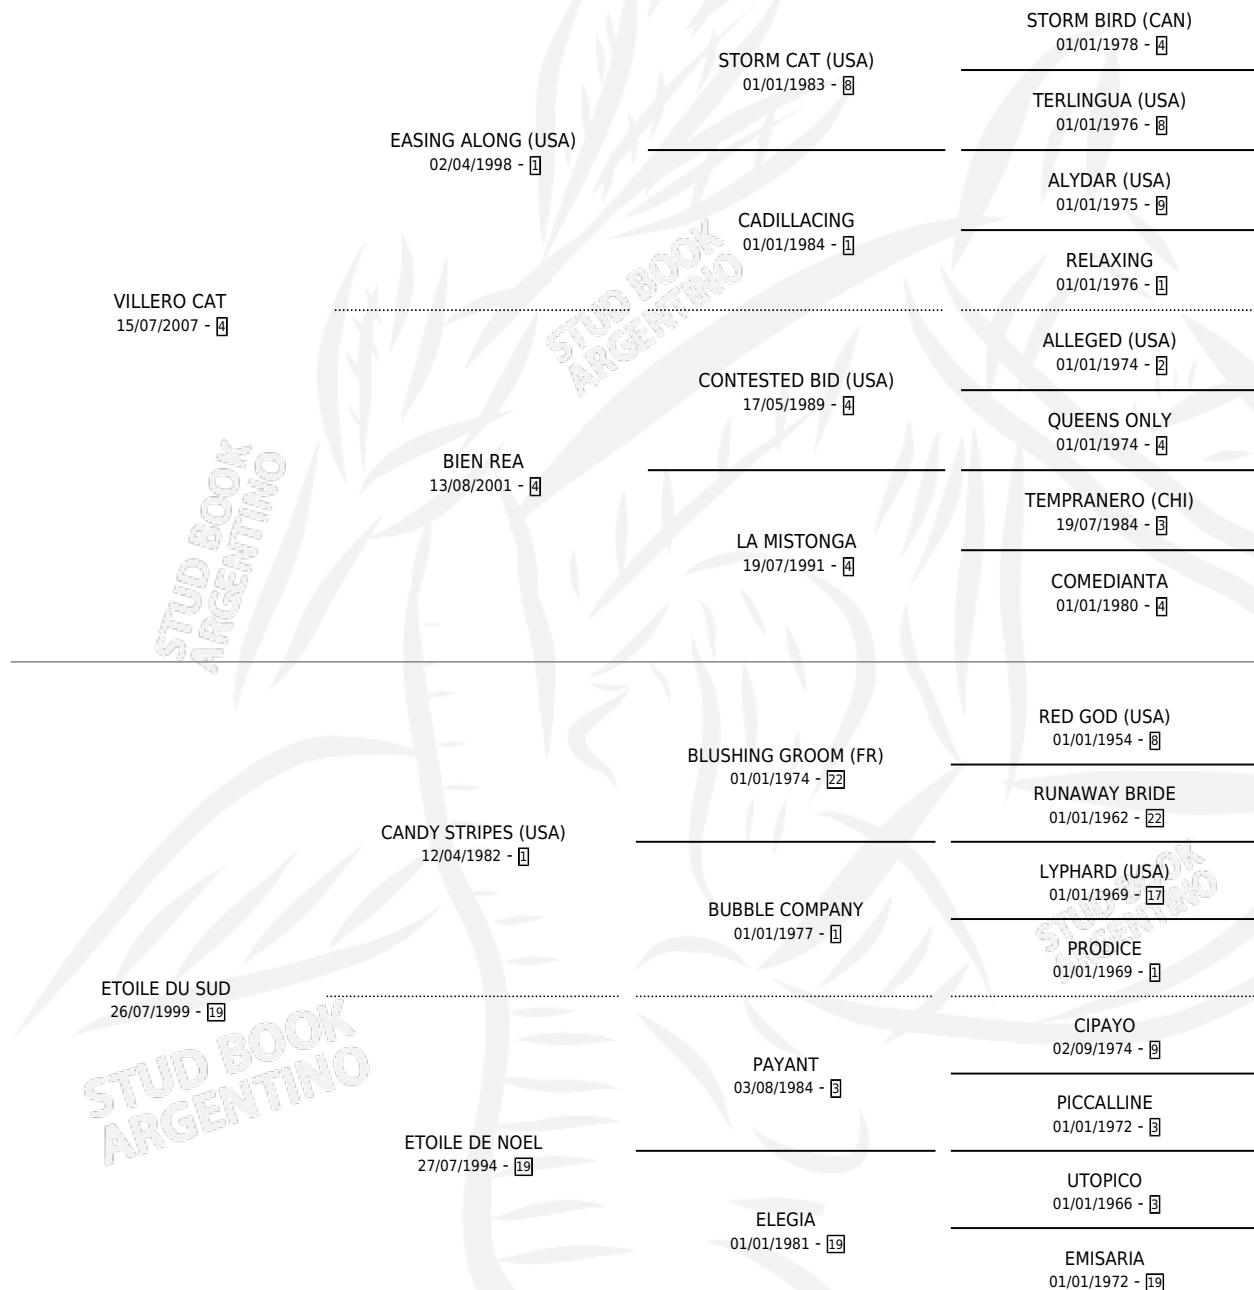 STORM BIRD (CAN)
01/01/1978 - 4
STORM CAT (USA)
01/01/1983 - 8
TERLINGUA (USA)
01/01/1976 - 8
EASING ALONG (USA)
02/04/1998 - 1
ALYDAR (USA)
01/01/1975 - 9
CADILLACING
01/01/1984 - 1
RELAXING
01/01/1976 - 1
VILLERO CAT
15/07/2007 - 4
STUD BOOK
ARGENTINO
ALLEGED (USA)
01/01/1974 - 2
CONTESTED BID (USA)
17/05/1989 - 4
QUEENS ONLY
01/01/1974 - 4
BIEN REA
13/08/2001 - 4
TEMPRANERO (CHI)
19/07/1984 - 3
LA MISTONGA
19/07/1991 - 4
COMEDIANTA
01/01/1980 - 4
STUD BOOK
ARGENTINO
RED GOD (USA)
01/01/1954 - 8
BLUSHING GROOM (FR)
01/01/1974 - 22
RUNAWAY BRIDE
01/01/1962 - 22
CANDY STRIPES (USA)
12/04/1982 - 1
LYPHARD (USA)
01/01/1969 - 17
BUBBLE COMPANY
01/01/1977 - 1
STUD BOOK
ARGENTINO
PRODICE
01/01/1969 - 1
ETOILE DU SUD
26/07/1999 - 19
CIPAYO
02/09/1974 - 9
STUD BOOK
ARGENTINO
PAYANT
03/08/1984 - 3
PICCALLINE
01/01/1972 - 3
ETOILE DE NOEL
27/07/1994 - 19
UTOPICO
01/01/1966 - 3
ELEGIA
01/01/1981 - 19
EMISARIA
01/01/1972 - 19